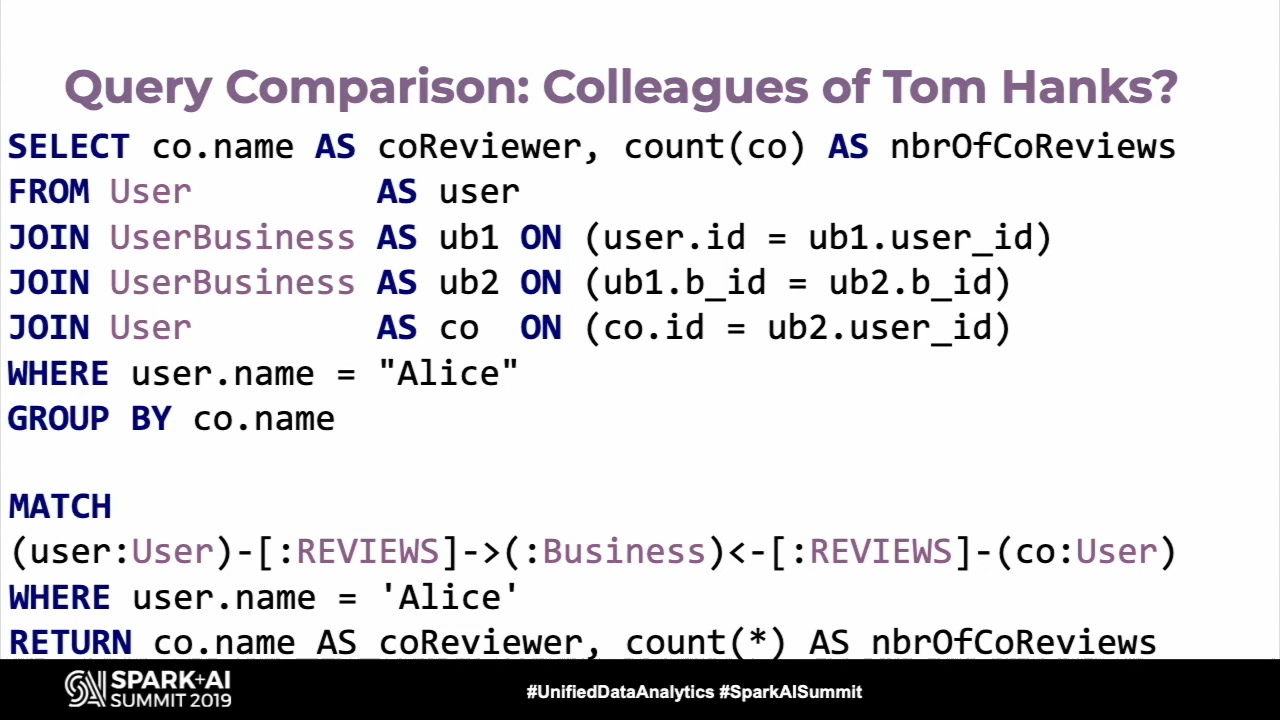 Query Comparison: Colleagues of Tom Hanks?
SELECT co.name AS coReviewer, count(co) AS nbrOfCoReviews
FROM User AS user
JOIN UserBusiness AS ub1 ON (user.id = ub1.user_id)
JOIN UserBusiness AS ub2 ON (ub1.b_id = ub2.b_id)
JOIN User AS co ON (co.id = ub2.user_id)
WHERE user.name = "Alice"
GROUP BY co.name
MATCH
(user:User)-[:REVIEWS]->(:Business)<-[:REVIEWS]-(co:User)
WHERE user.name = 'Alice'
RETURN co.name AS coReviewer, count(*) AS nbrOfCoReviews
SPARK+AI
SUMMIT 2019
#UnifiedDataAnalytics #SparkAISummit